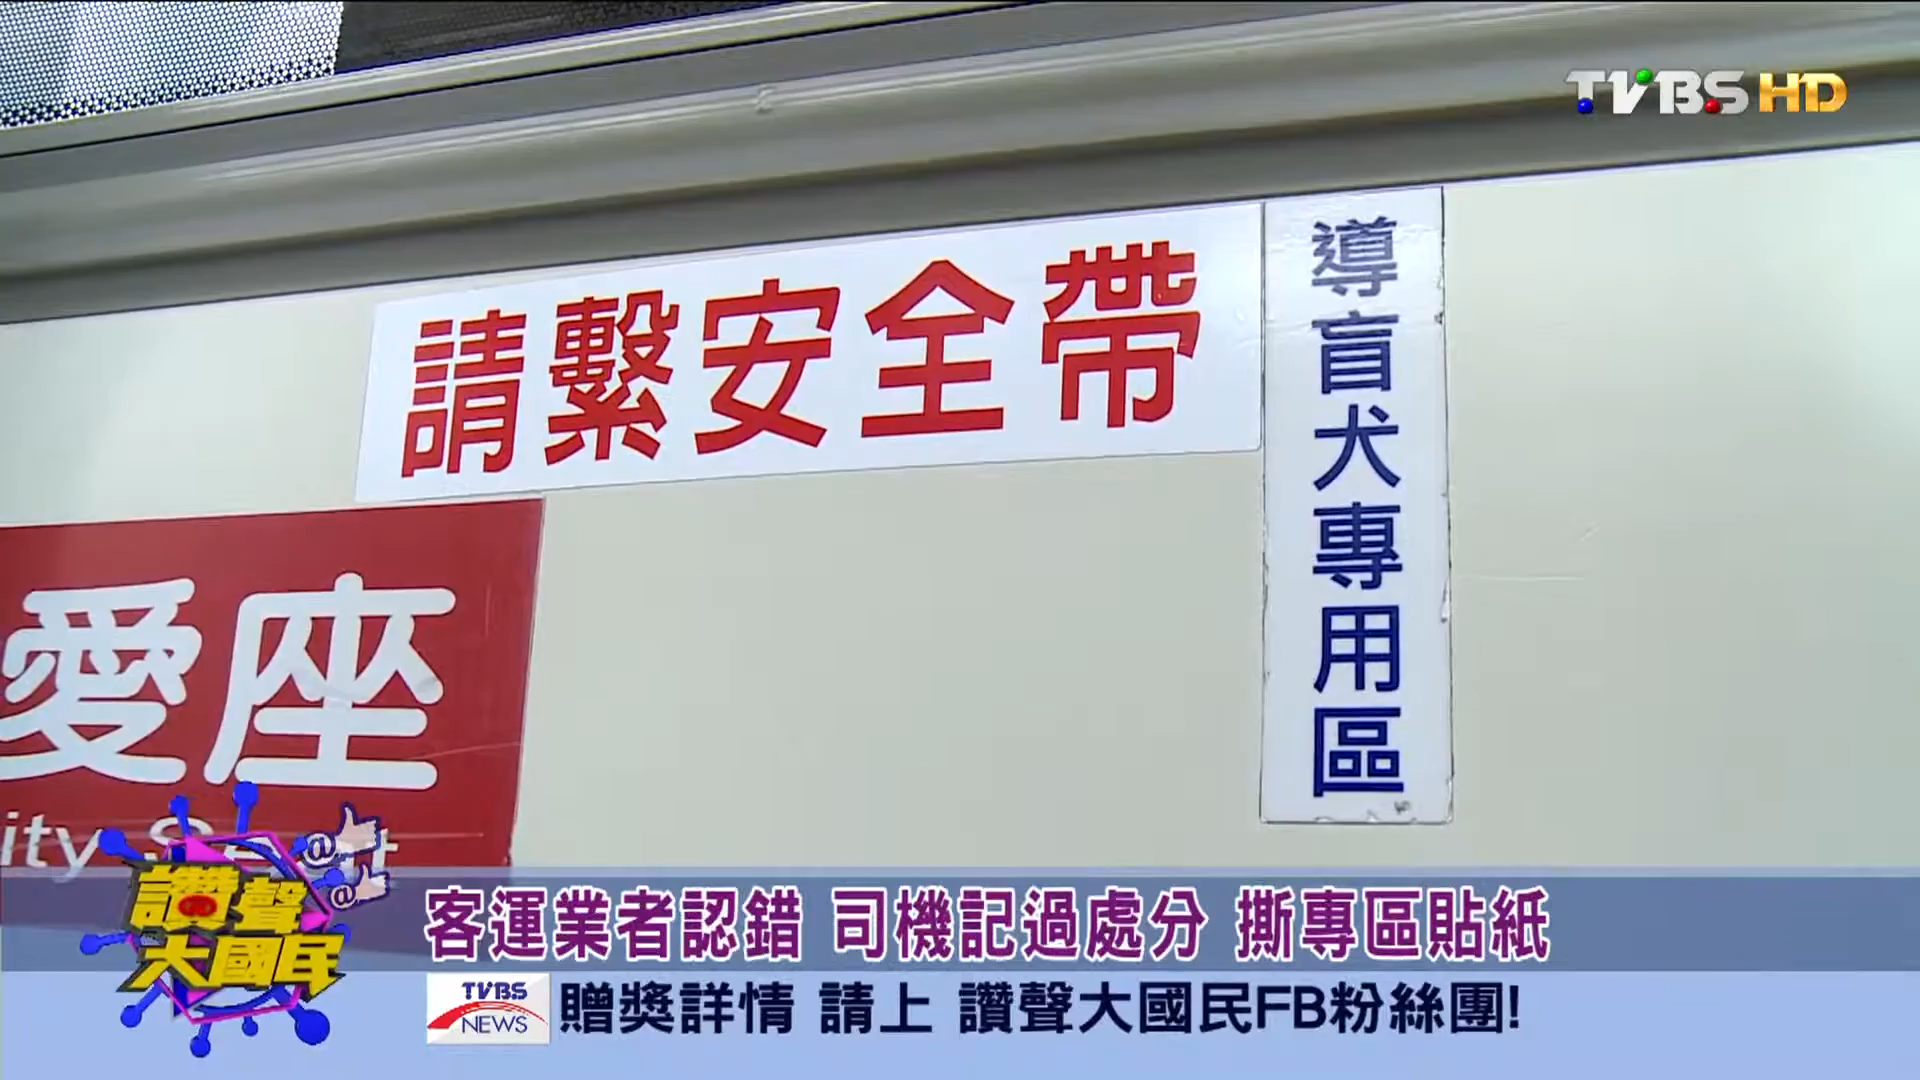 TVBS HD
請繫安全帶
導盲犬專用區
愛座
ity Seat
讚聲
大國民
客運業者認錯 司機記過處分 撕專區貼紙
TVBS
NEWS
贈獎詳情 請上 讚聲大國民FB粉絲團!